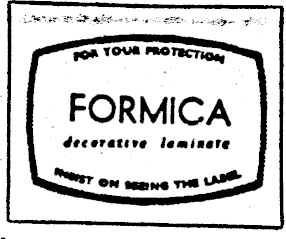 FOR YOUR PROTECTION
FORMICA
decorative laminate
INSIST ON SEEING THE LABEL